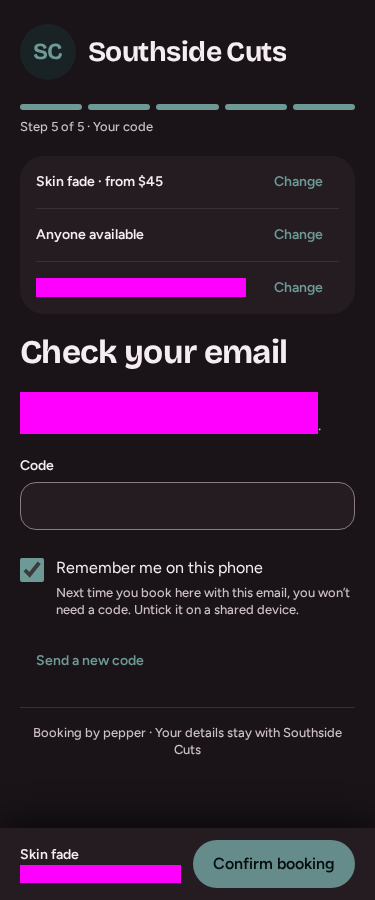 SC
Southside Cuts
Step 5 of 5 · Your code
Skin fade · from $45
Change
Anyone available
Change
Change
Check your email
.
Code
Remember me on this phone
Next time you book here with this email, you won’t
need a code. Untick it on a shared device.
Send a new code
Booking by pepper · Your details stay with Southside
Cuts
Skin fade
Confirm booking